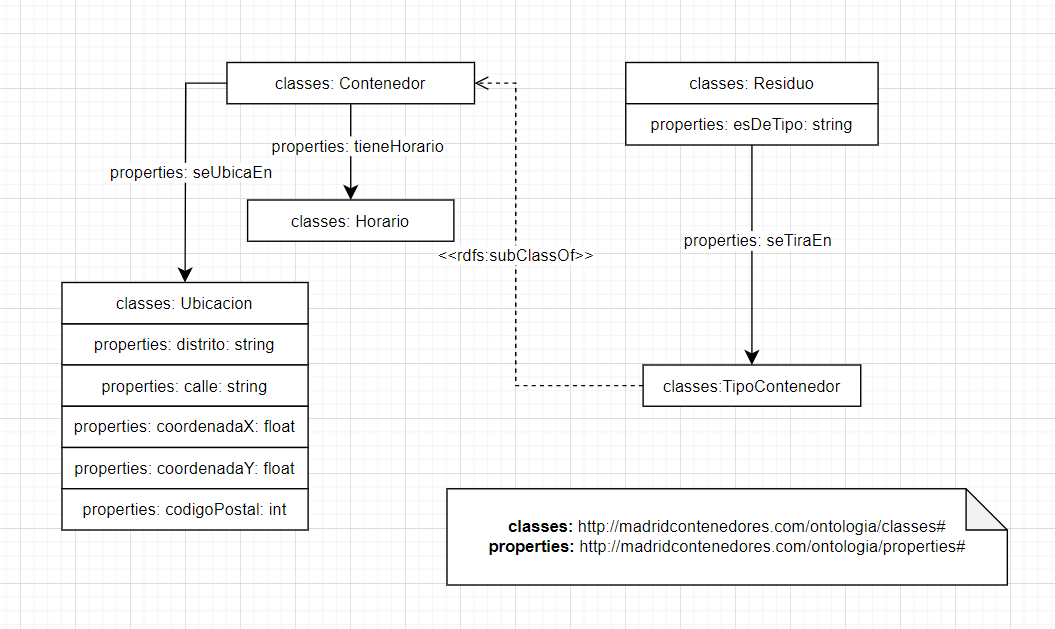 classes: Contenedor
classes: Residuo
properties: esDeTipo: string
properties: tieneHorario
properties: seUbicaEn
classes: Horario
properties: seTiraEn
<<rdfs:subClassOf>>
classes: Ubicacion
properties: distrito: string
properties: calle: string
properties: coordenadaX: float
properties: coordenadaY: float
properties: codigoPostal: int
classes:TipoContenedor
classes: http://madridcontenedores.com/ontologia/classes#
properties: http://madridcontenedores.com/ontologia/properties#